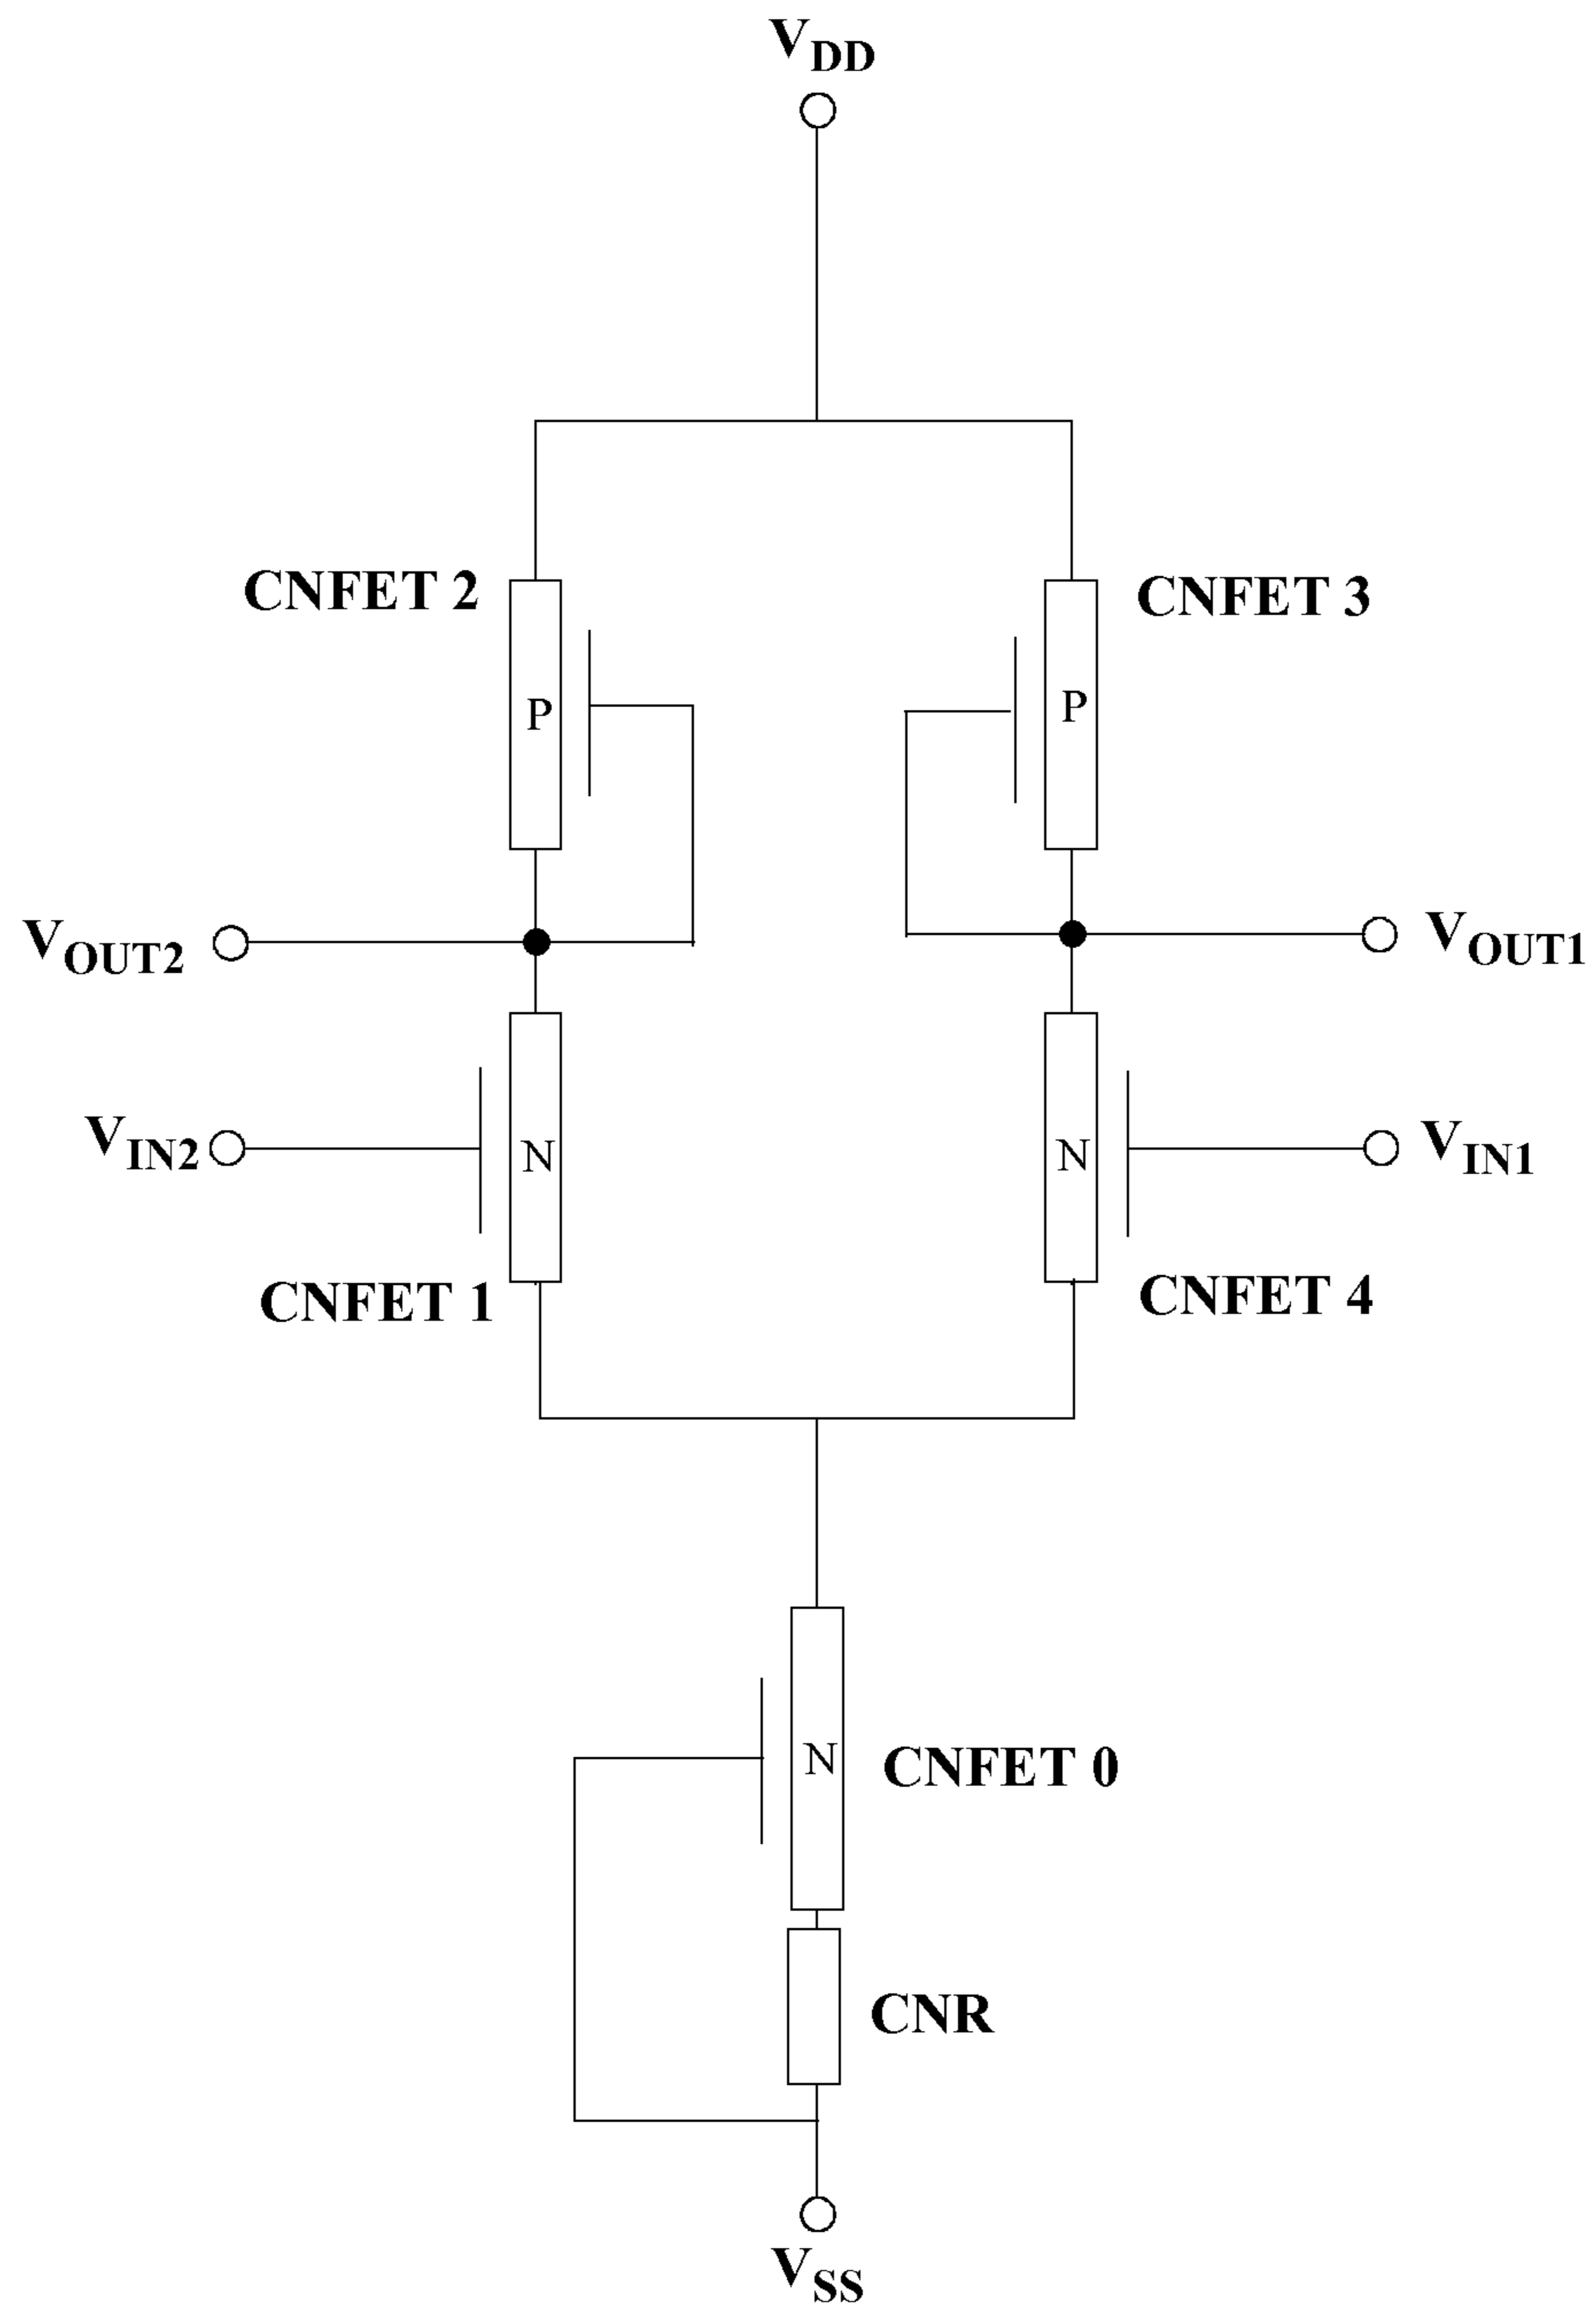 VDD
CNFET 2
CNFET 3
P
P
VOUT2
VOUT1
VIN2
N
N
VIN1
CNFET 1
CNFET 4
N
CNFET 0
CNR
VSS